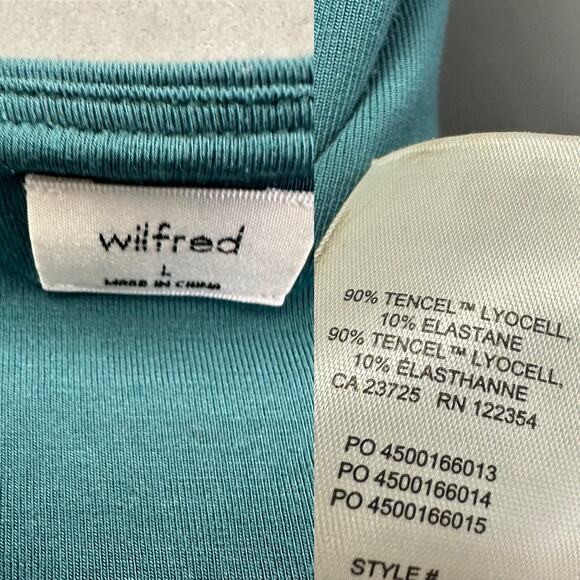 wilfred
L
MADE IN CHINA
90% TENCEL™ LYOCELL,
10% ELASTANE
90% TENCEL™ LYOCELL,
10% ELASTHANNE
CA 23725 RN 122354
PO 4500166013
PO 4500166014
PO 4500166015
STYLE #